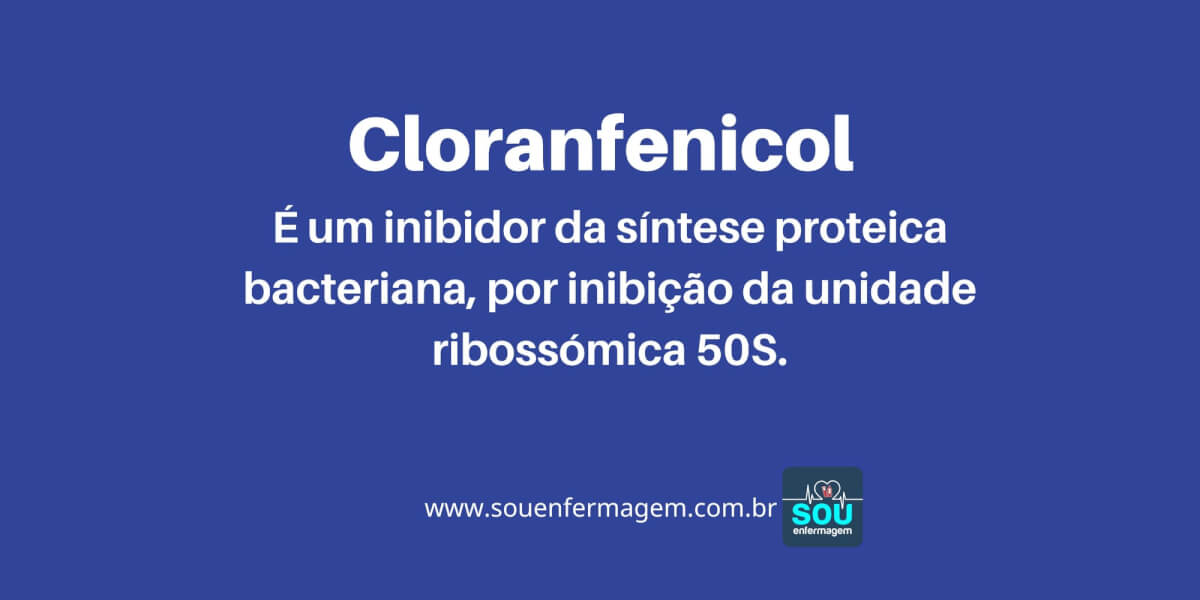 Cloranfenicol
É um inibidor da síntese proteica
bacteriana, por inibição da unidade
ribossómica 50S.
www.souenfermagem.com.br
SOU
enfermagem